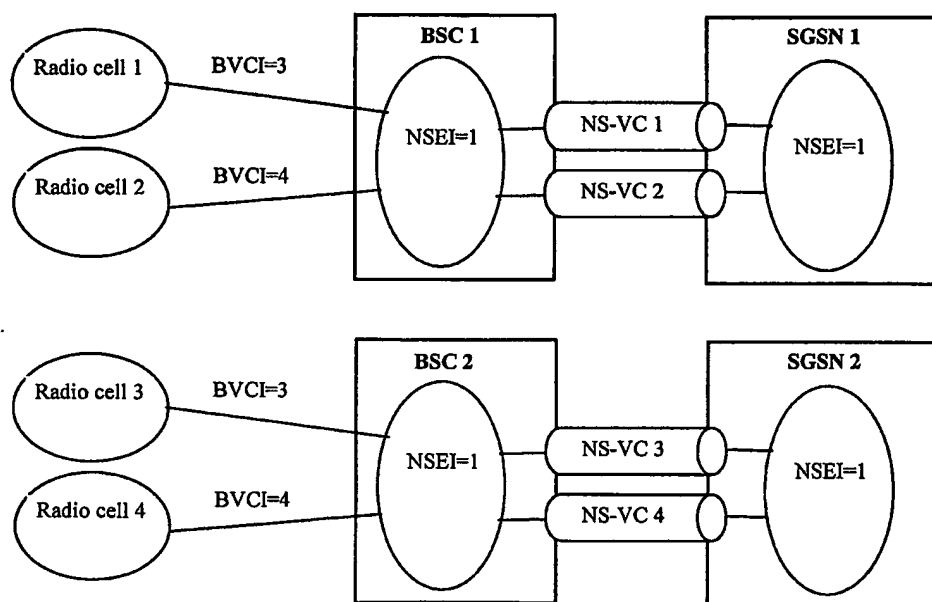 BSC 1
SGSN 1
Radio cell 1
BVCI=3
NSEI=1
NS-VC 1
NSEI=1
Radio cell 2
BVCI=4
NS-VC 2
BSC 2
SGSN 2
Radio cell 3
BVCI=3
NSEI=1
NS-VC 3
NSEI=1
Radio cell 4
BVCI=4
NS-VC 4